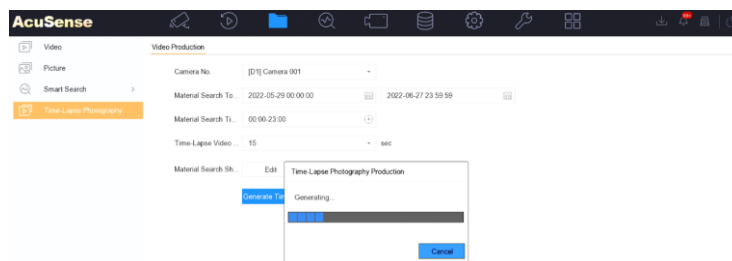 AcuSense
99+
Video
Picture
Smart Search >
Time-Lapse Photography
Video Production
Camera No. [D1] Camera 001
Material Search To... 2022-05-29 00:00:00 2022-06-27 23:59:59
Material Search Ti... 00:00-23:00
Time-Lapse Video ... 15 sec
Material Search Sh... Edit
Generate Tim
Time-Lapse Photography Production
Generating...
Cancel